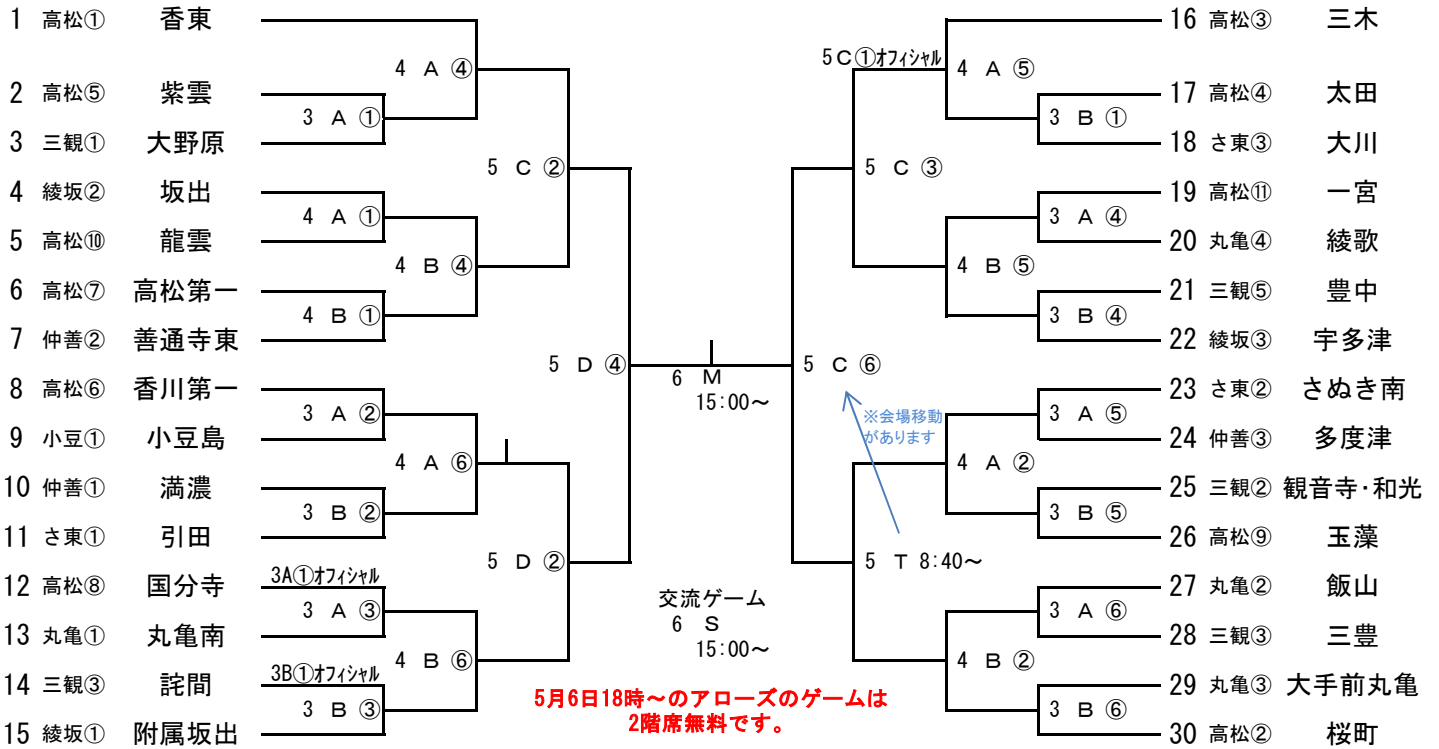 1 高松① 香東
2 高松⑤ 紫雲
3 三観① 大野原
4 綾坂② 坂出
5 高松⑩ 龍雲
6 高松⑦ 高松第一
7 仲善② 善通寺東
8 高松⑥ 香川第一
9 小豆① 小豆島
10 仲善① 満濃
11 さ東① 引田
12 高松⑧ 国分寺
13 丸亀① 丸亀南
14 三観③ 詫間
15 綾坂① 附属坂出
4 A ④
3 A ①
5 C ②
4 A ①
4 B ④
4 B ①
5 D ④
3 A ②
4 A ⑥
3 B ②
5 D ②
3A①オフィシャル
3 A ③
4 B ⑥
3B①オフィシャル
3 B ③
6 M
15:00～
交流ゲーム
6 S
15:00～
5月6日18時～のアローズのゲームは
2階席無料です。
5C①オフィシャル
4 A ⑤
3 B ①
5 C ③
3 A ④
4 B ⑤
3 B ④
5 C ⑥
※会場移動
があります
3 A ⑤
4 A ②
3 B ⑤
5 T 8:40～
3 A ⑥
4 B ②
3 B ⑥
16 高松③ 三木
17 高松④ 太田
18 さ東③ 大川
19 高松⑪ 一宮
20 丸亀④ 綾歌
21 三観⑤ 豊中
22 綾坂③ 宇多津
23 さ東② さぬき南
24 仲善③ 多度津
25 三観② 観音寺・和光
26 高松⑨ 玉藻
27 丸亀② 飯山
28 三観③ 三豊
29 丸亀③ 大手前丸亀
30 高松② 桜町